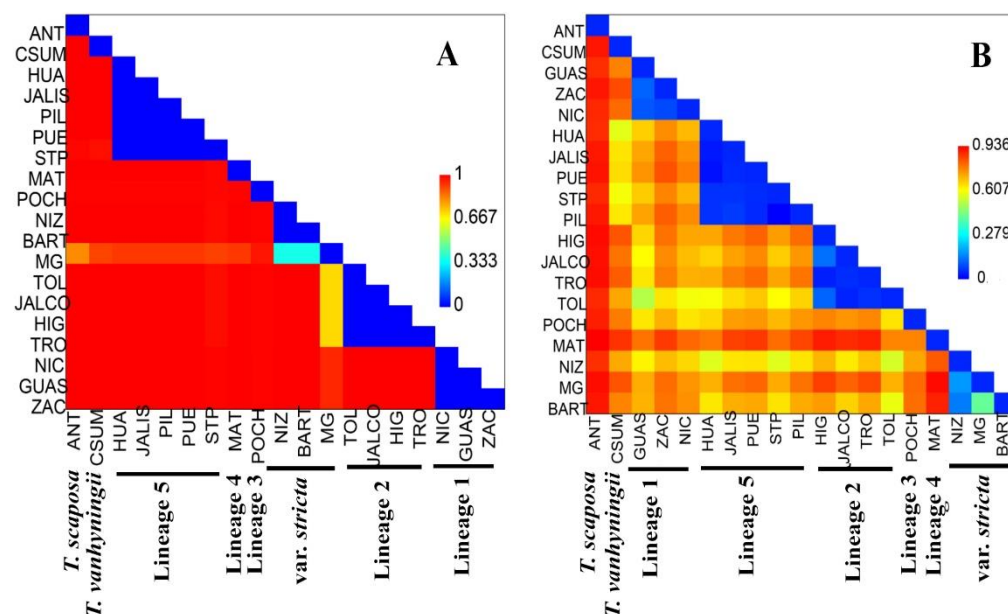 A
ANT
CSUM
HUA
JALIS
PIL
PUE
STP
MAT
POCH
NIZ
BART
MG
TOL
JALCO
HIG
TRO
NIC
GUAS
ZAC
1
0.667
0.333
0
ANT
CSUM
HUA
JALIS
PIL
PUE
STP
MAT
POCH
NIZ
BART
MG
TOL
JALCO
HIG
TRO
NIC
GUAS
ZAC
T. scaposa
T. vanhyningii
Lineage 5
Lineage 4
Lineage 3
var. stricta
Lineage 2
Lineage 1
B
ANT
CSUM
GUAS
ZAC
NIC
HUA
JALIS
PUE
STP
PIL
HIG
JALCO
TRO
TOL
POCH
MAT
NIZ
MG
BART
0.936
0.607
0.279
0.
ANT
CSUM
GUAS
ZAC
NIC
HUA
JALIS
PUE
STP
PIL
HIG
JALCO
TRO
TOL
POCH
MAT
NIZ
MG
BART
T. scaposa
T. vanhyningii
Lineage 1
Lineage 5
Lineage 2
Lineage 3
Lineage 4
var. stricta